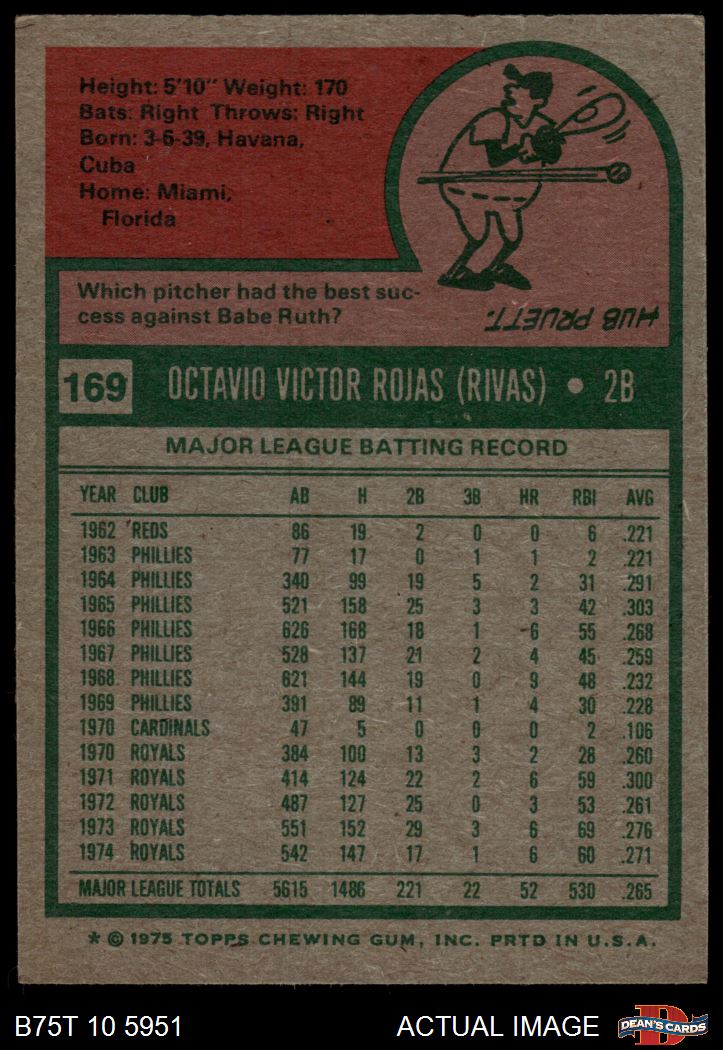 Height: 5'10" Weight: 170
Bats: Right Throws: Right
Born: 3-6-39, Havana,
Cuba
Home: Miami,
Florida
Which pitcher had the best suc-
cess against Babe Ruth?
HUB PRUETT.
169 OCTAVIO VICTOR ROJAS (RIVAS) • 2B
MAJOR LEAGUE BATTING RECORD
YEAR CLUB AB H 2B 3B HR RBI AVG
1962 REDS 86 19 2 0 0 6 .221
1963 PHILLIES 77 17 0 1 1 2 .221
1964 PHILLIES 340 99 19 5 2 31 .291
1965 PHILLIES 521 158 25 3 3 42 .303
1966 PHILLIES 626 168 18 1 6 55 .268
1967 PHILLIES 528 137 21 2 4 45 .259
1968 PHILLIES 621 144 19 0 9 48 .232
1969 PHILLIES 391 89 11 1 4 30 .228
1970 CARDINALS 47 5 0 0 0 2 .106
1970 ROYALS 384 100 13 3 2 28 .260
1971 ROYALS 414 124 22 2 6 59 .300
1972 ROYALS 487 127 25 0 3 53 .261
1973 ROYALS 551 152 29 3 6 69 .276
1974 ROYALS 542 147 17 1 6 60 .271
MAJOR LEAGUE TOTALS 5615 1486 221 22 52 530 .265
* © 1975 TOPPS CHEWING GUM, INC. PRTD IN U.S.A.
B75T 10 5951 ACTUAL IMAGE D DEAN'S CARDS